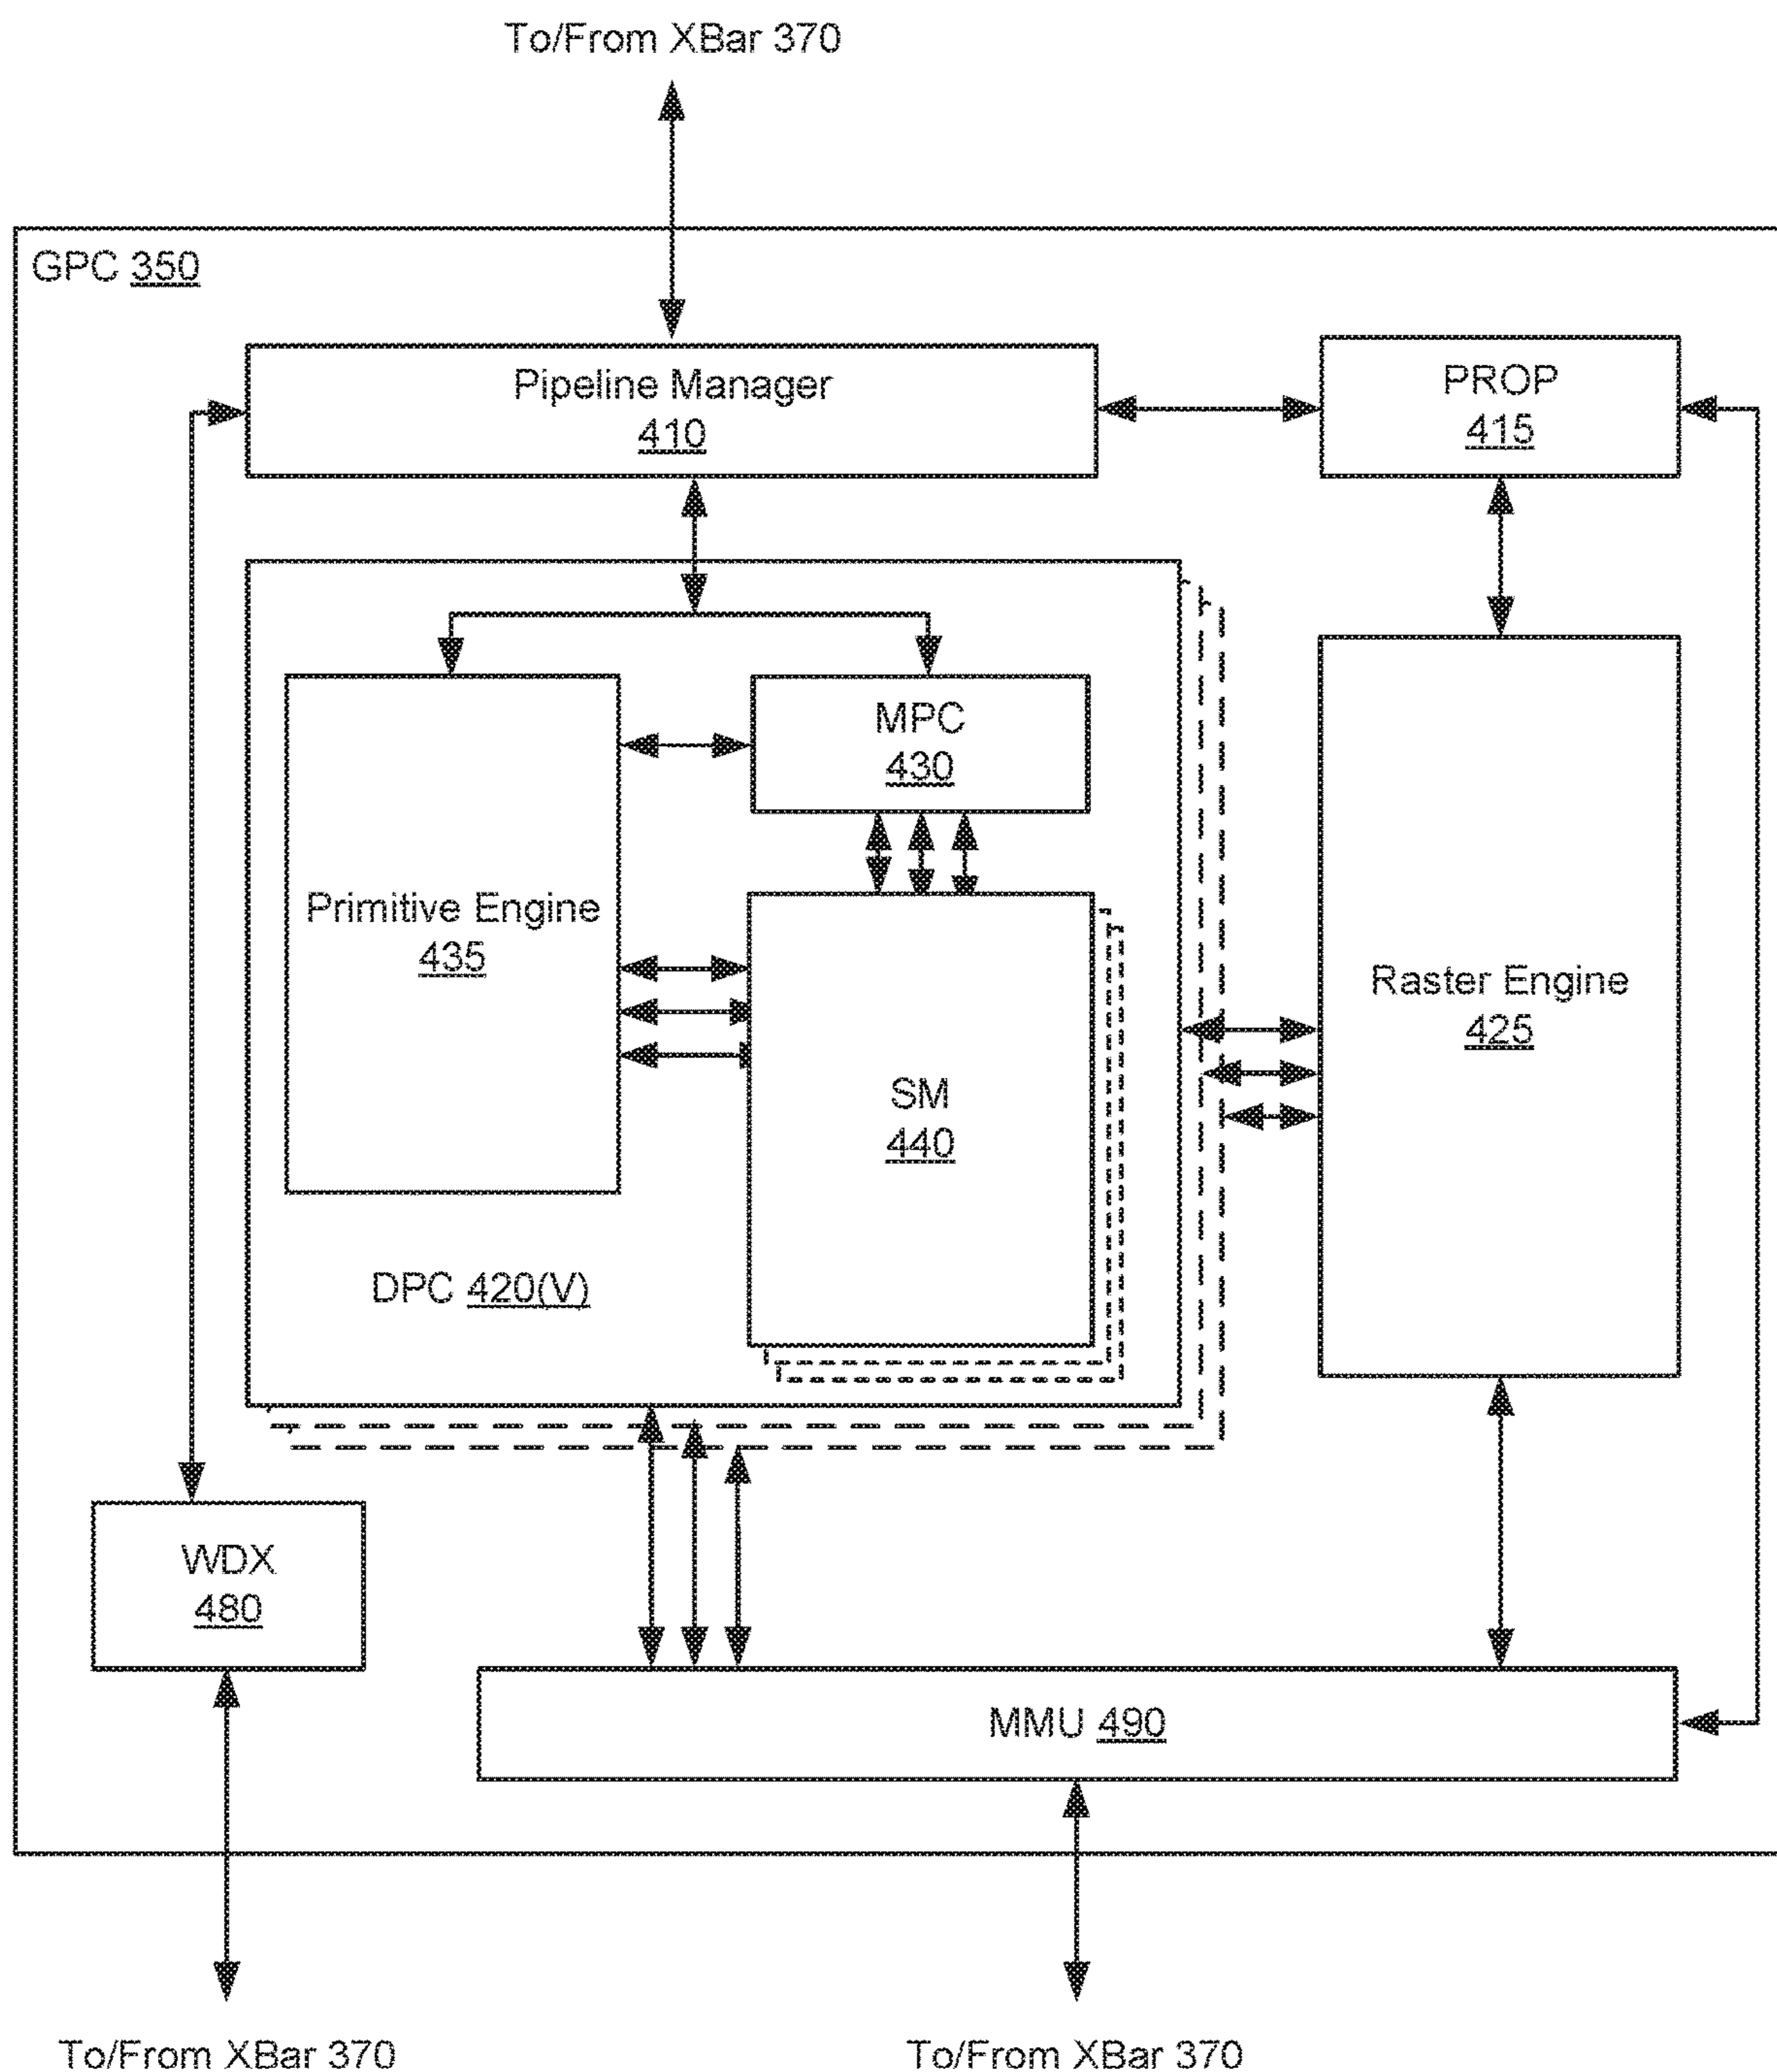 To/From XBar 370
GPC 350
Pipeline Manager
410
PROP
415
MPC
430
Primitive Engine
435
Raster Engine
425
SM
440
DPC 420(V)
WDX
480
MMU 490
To/From XBar 370
To/From XBar 370